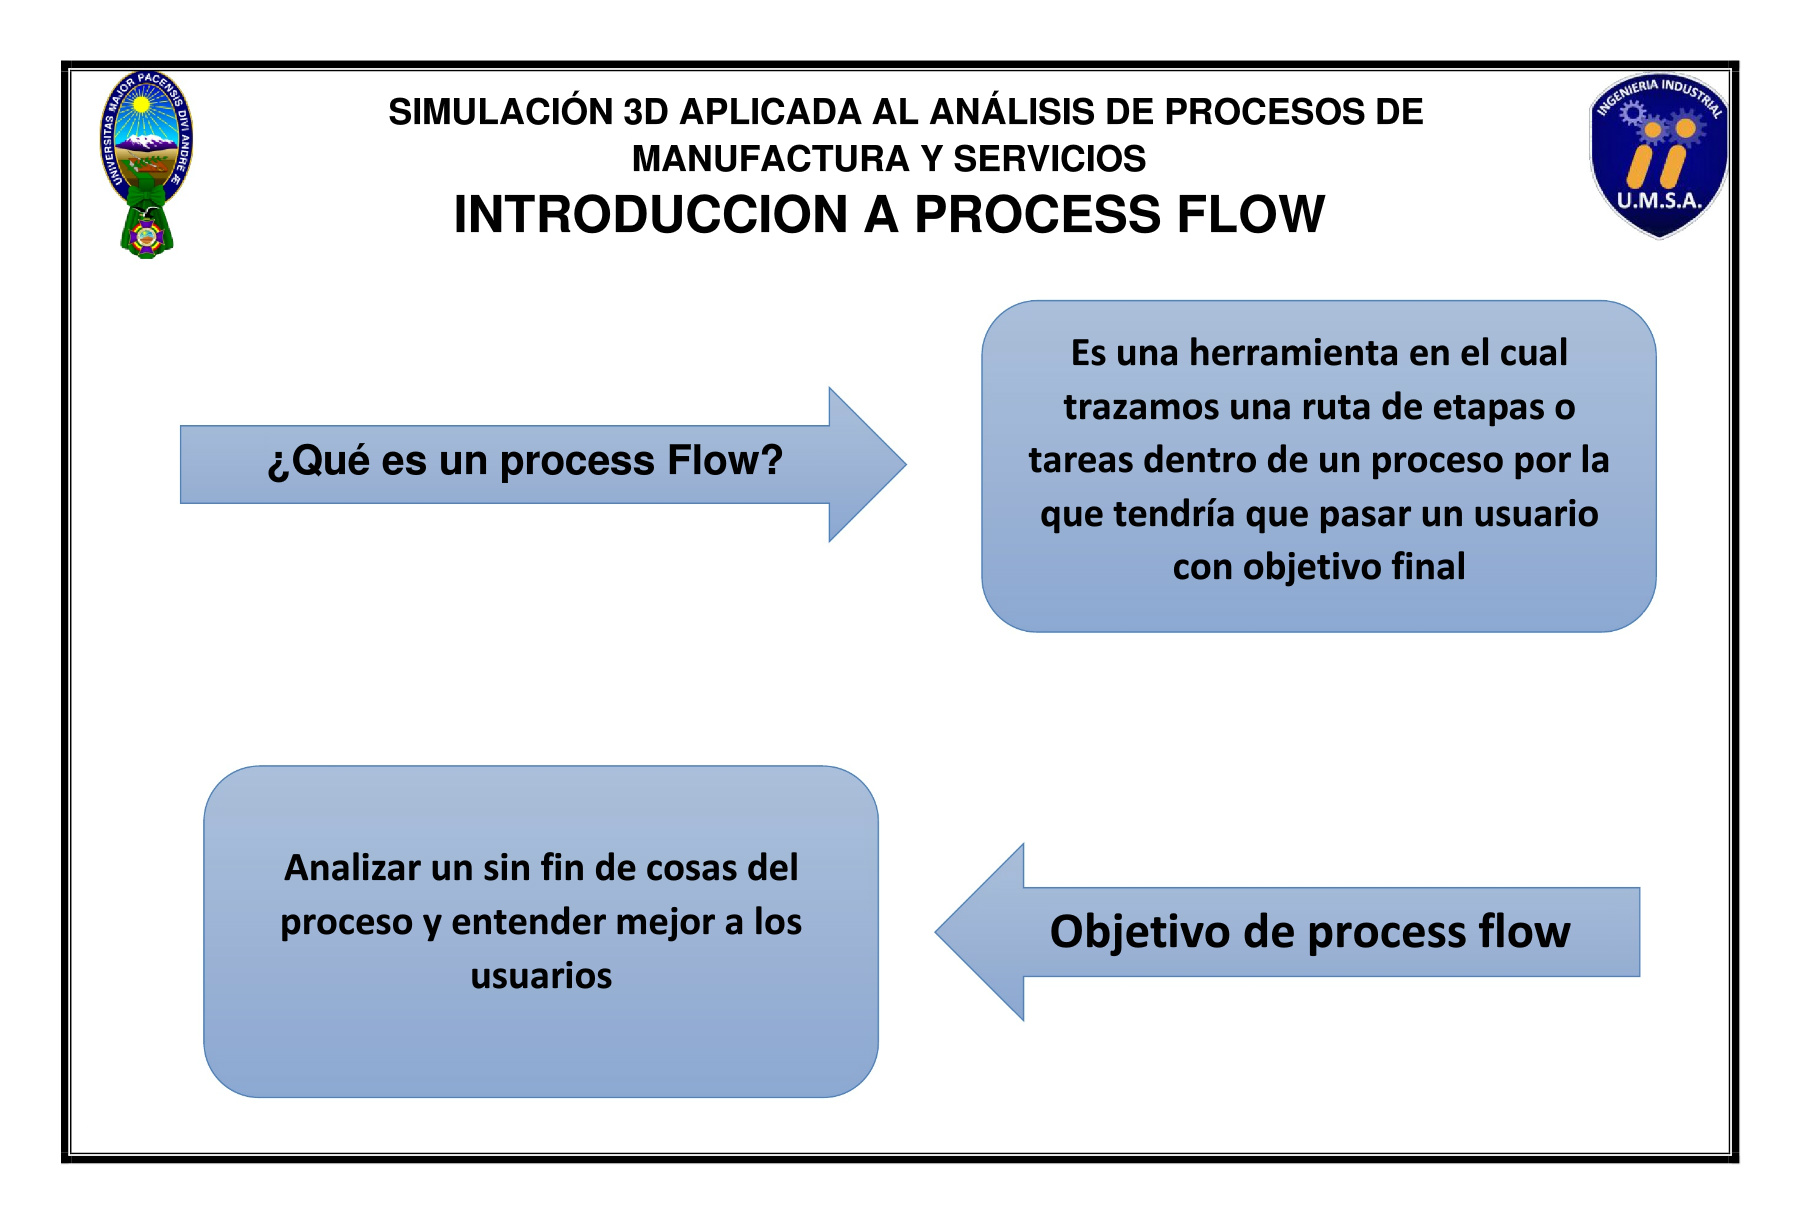 SIMULACIÓN 3D APLICADA AL ANÁLISIS DE PROCESOS DE
MANUFACTURA Y SERVICIOS
INTRODUCCION A PROCESS FLOW
UNIVERSITAS MAJOR PACENSIS DIVI ANDRE Æ
INGENIERIA INDUSTRIAL
U.M.S.A.
¿Qué es un process Flow?
Es una herramienta en el cual
trazamos una ruta de etapas o
tareas dentro de un proceso por la
que tendría que pasar un usuario
con objetivo final
Analizar un sin fin de cosas del
proceso y entender mejor a los
usuarios
Objetivo de process flow